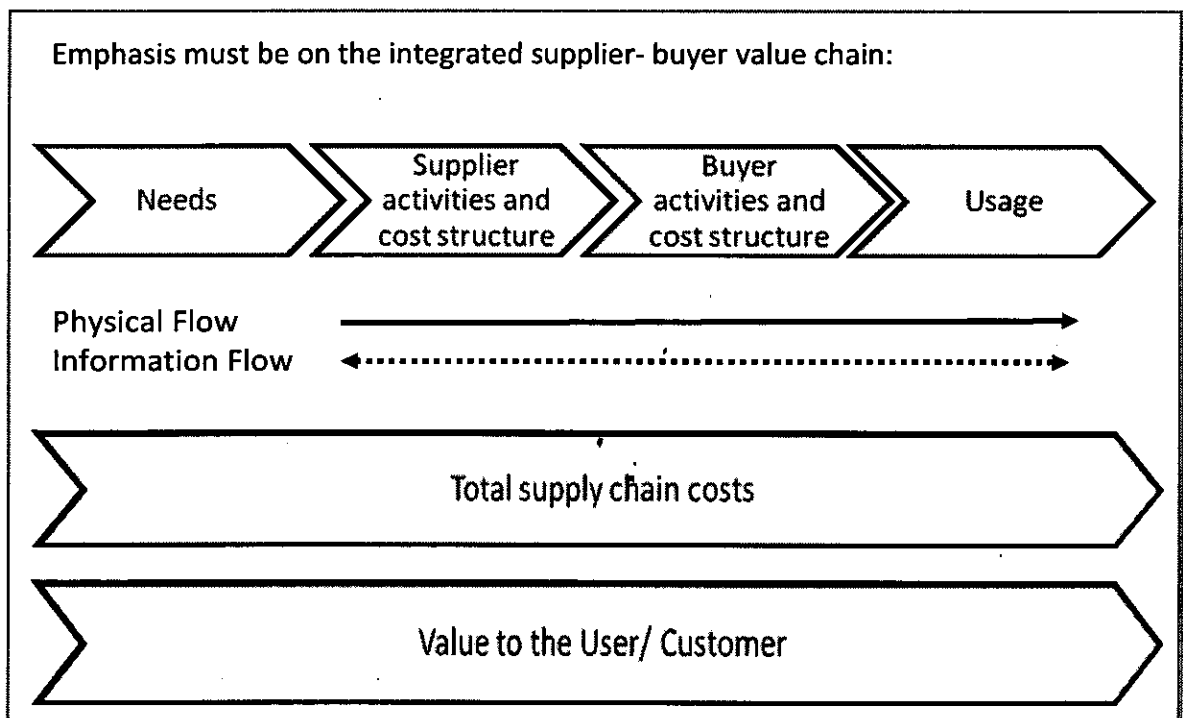 Emphasis must be on the integrated supplier- buyer value chain:
Needs
Supplier
activities and
cost structure
Buyer
activities and
cost structure
Usage
Physical Flow
Information Flow
Total supply chain costs
Value to the User/ Customer